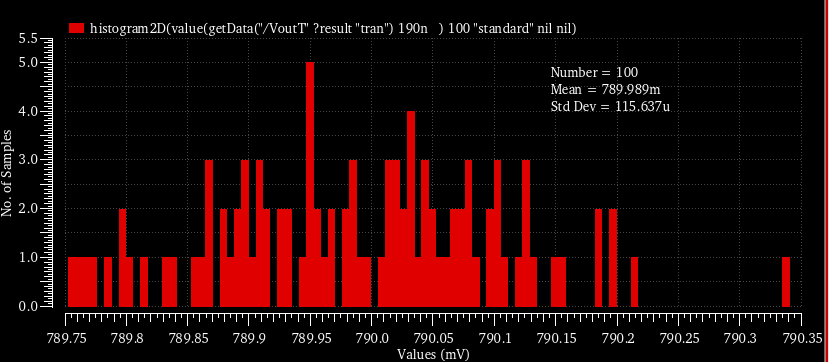 histogram2D(value(getData("/VoutT" ?result "tran") 190n   ) 100 "standard" nil nil)
5.5
5.0
4.0
3.0
2.0
1.0
0.0
No. of Samples
Number = 100
Mean = 789.989m
Std Dev = 115.637u
789.75 789.8 789.85 789.9 789.95 790.0 790.05 790.1 790.15 790.2 790.25 790.3 790.35
Values (mV)